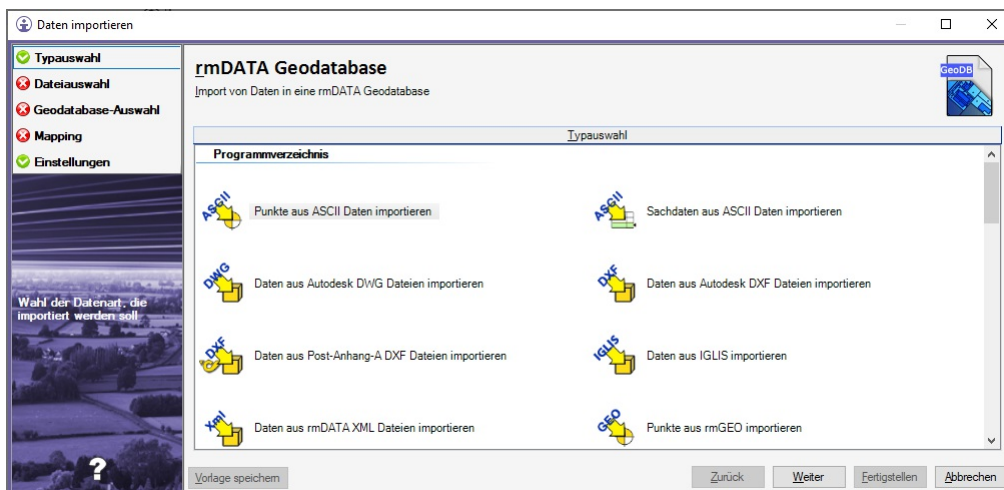 Daten importieren
Typauswahl
Dateiauswahl
Geodatabase-Auswahl
Mapping
Einstellungen
Wahl der Datenart, die
importiert werden soll
?
rmDATA Geodatabase
Import von Daten in eine rmDATA Geodatabase
GeoDB
Typauswahl
Programmverzeichnis
ASCII Punkte aus ASCII Daten importieren
ASCII Sachdaten aus ASCII Daten importieren
DWG Daten aus Autodesk DWG Dateien importieren
DXF Daten aus Autodesk DXF Dateien importieren
DXF Daten aus Post-Anhang-A DXF Dateien importieren
IGLIS Daten aus IGLIS importieren
Xml Daten aus rmDATA XML Dateien importieren
GEO Punkte aus rmGEO importieren
Vorlage speichern
Zurück
Weiter
Fertigstellen
Abbrechen